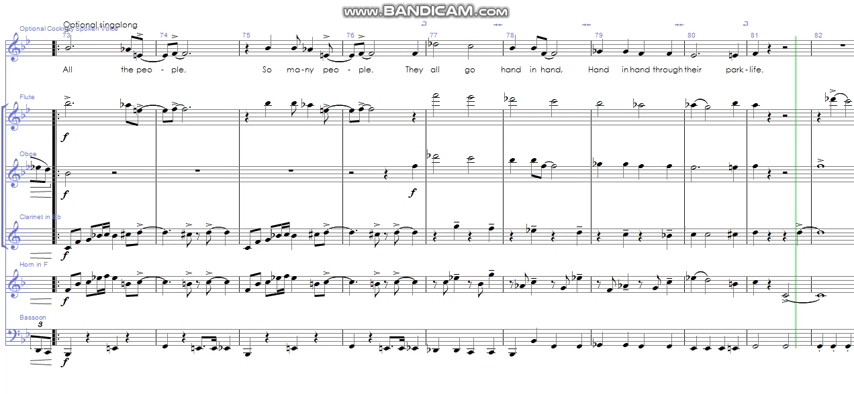 www.BANDICAM.com
Optional singalong
Optional Cockney Spoken Voice
73 74 75 76 77 78 79 80 81 82
All the peo - ple. So ma-ny peo - ple. They all go hand in hand, Hand in hand through their park-life,
Flute
f
Oboe
f f
Clarinet in Bb
f
Horn in F
f
Bassoon
3
f